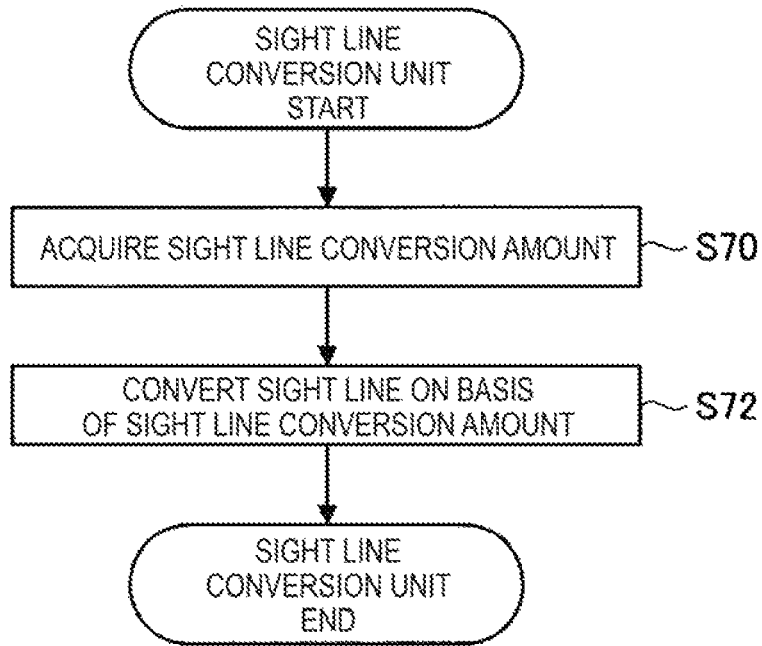 SIGHT LINE
CONVERSION UNIT
START
ACQUIRE SIGHT LINE CONVERSION AMOUNT
S70
CONVERT SIGHT LINE ON BASIS
OF SIGHT LINE CONVERSION AMOUNT
S72
SIGHT LINE
CONVERSION UNIT
END